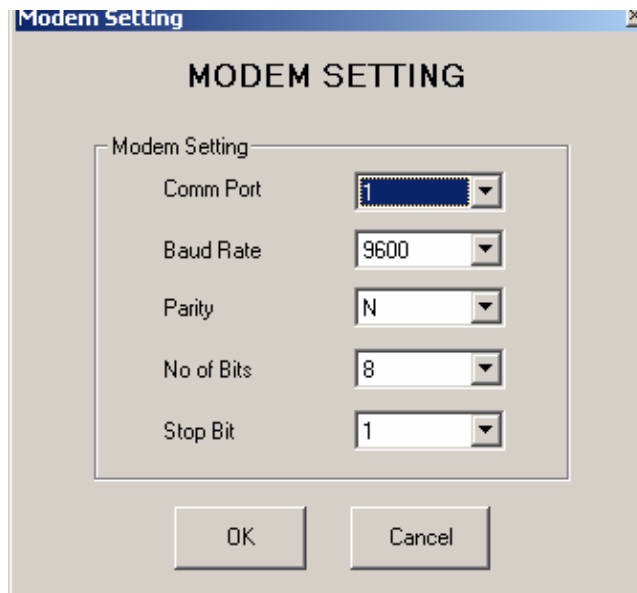 Modem Setting
MODEM SETTING
Modem Setting
Comm Port 1
Baud Rate 9600
Parity N
No of Bits 8
Stop Bit 1
OK Cancel